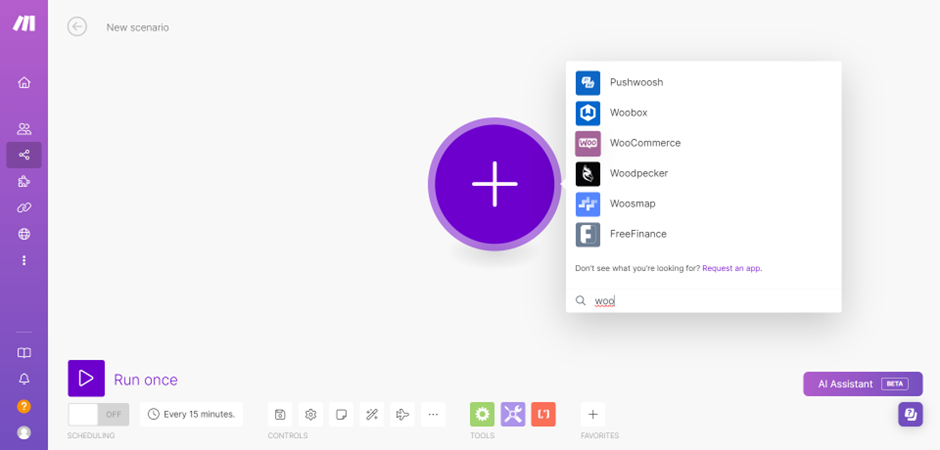 New scenario
Pushwoosh
Woobox
woo WooCommerce
Woodpecker
Woosmap
FreeFinance
Don't see what you're looking for? Request an app.
woo
Run once
AI Assistant BETA
OFF
Every 15 minutes.
SCHEDULING
CONTROLS
TOOLS
FAVORITES